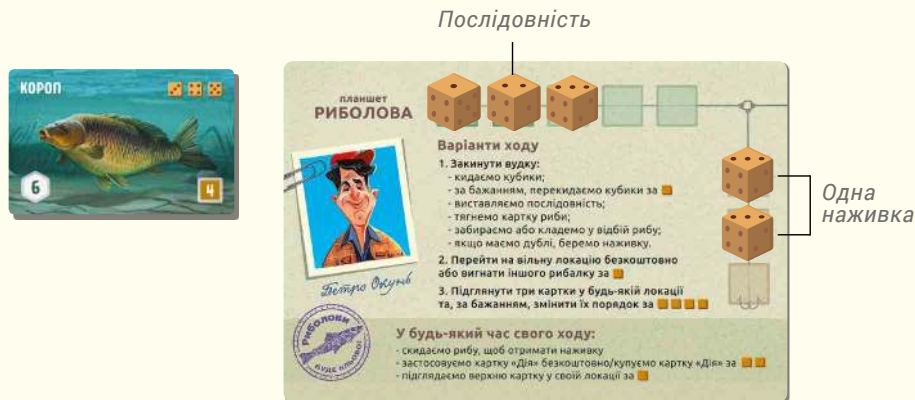 Послідовність
КОРОП
6
4
планшет
РИБОЛОВА
Варіанти ходу
1. Закинути вудку:
- кидаємо кубики;
- за бажанням, перекидаємо кубики за
- виставляємо послідовність;
- тягнемо картку риби;
- забираємо або кладемо у відбій рибу;
- якщо маємо дублі, беремо наживку.
2. Перейти на вільну локацію безкоштовно
або вигнати іншого рибалку за
3. Підглянути три картки у будь-якій локації
та, за бажанням, змінити їх порядок за
Петро Окунь
Одна
наживка
РИБОЛОВИ
У будь-який час свого ходу:
- скидаємо рибу, щоб отримати наживку
- застосовуємо картку «Дія» безкоштовно/купуємо картку «Дія» за
- підглядаємо верхню картку у своїй локації за